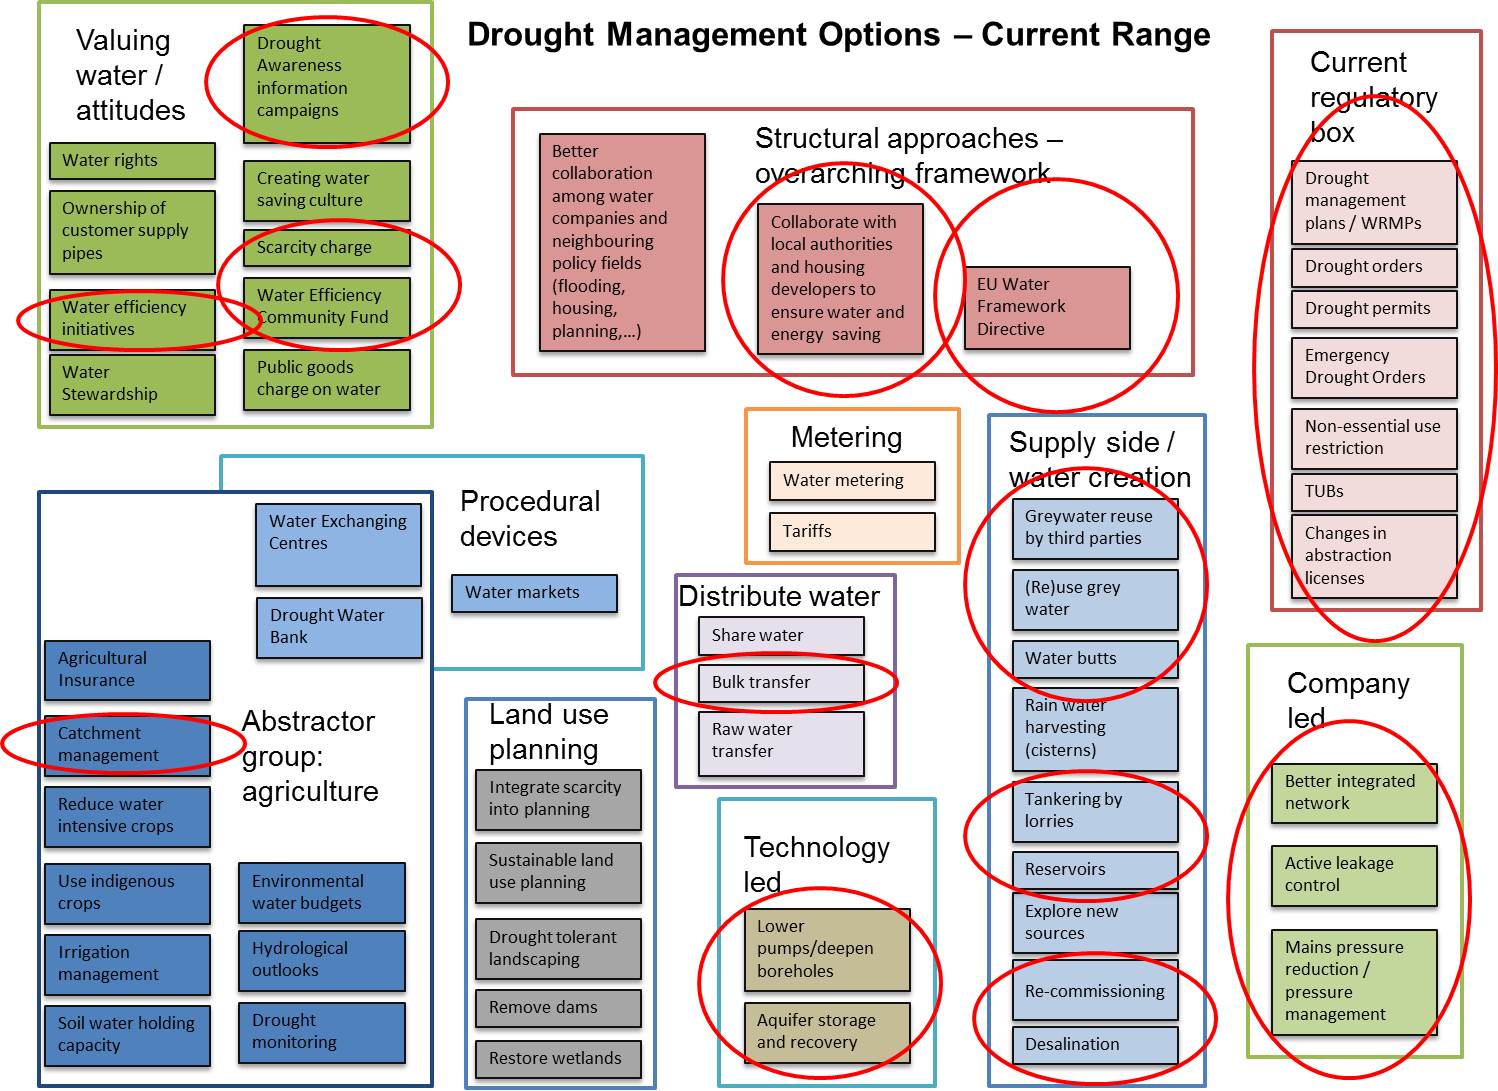 Drought Management Options – Current Range
Valuing
water /
attitudes
Water rights
Ownership of
customer supply
pipes
Water efficiency
initiatives
Water
Stewardship
Drought
Awareness
information
campaigns
Creating water
saving culture
Scarcity charge
Water Efficiency
Community Fund
Public goods
charge on water
Structural approaches –
overarching framework
Better
collaboration
among water
companies and
neighbouring
policy fields
(flooding,
housing,
planning,...)
Collaborate with
local authorities
and housing
developers to
ensure water and
energy saving
EU Water
Framework
Directive
Current
regulatory
box
Drought
management
plans / WRMPs
Drought orders
Drought permits
Emergency
Drought Orders
Non-essential use
restriction
TUBs
Changes in
abstraction
licenses
Procedural
devices
Water Exchanging
Centres
Drought Water
Bank
Water markets
Abstractor
group:
agriculture
Agricultural
Insurance
Catchment
management
Reduce water
intensive crops
Use indigenous
crops
Irrigation
management
Soil water holding
capacity
Environmental
water budgets
Hydrological
outlooks
Drought
monitoring
Land use
planning
Integrate scarcity
into planning
Sustainable land
use planning
Drought tolerant
landscaping
Remove dams
Restore wetlands
Metering
Water metering
Tariffs
Distribute water
Share water
Bulk transfer
Raw water
transfer
Technology
led
Lower
pumps/deepen
boreholes
Aquifer storage
and recovery
Supply side /
water creation
Greywater reuse
by third parties
(Re)use grey
water
Water butts
Rain water
harvesting
(cisterns)
Tankering by
lorries
Reservoirs
Explore new
sources
Re-commissioning
Desalination
Company
led
Better integrated
network
Active leakage
control
Mains pressure
reduction /
pressure
management